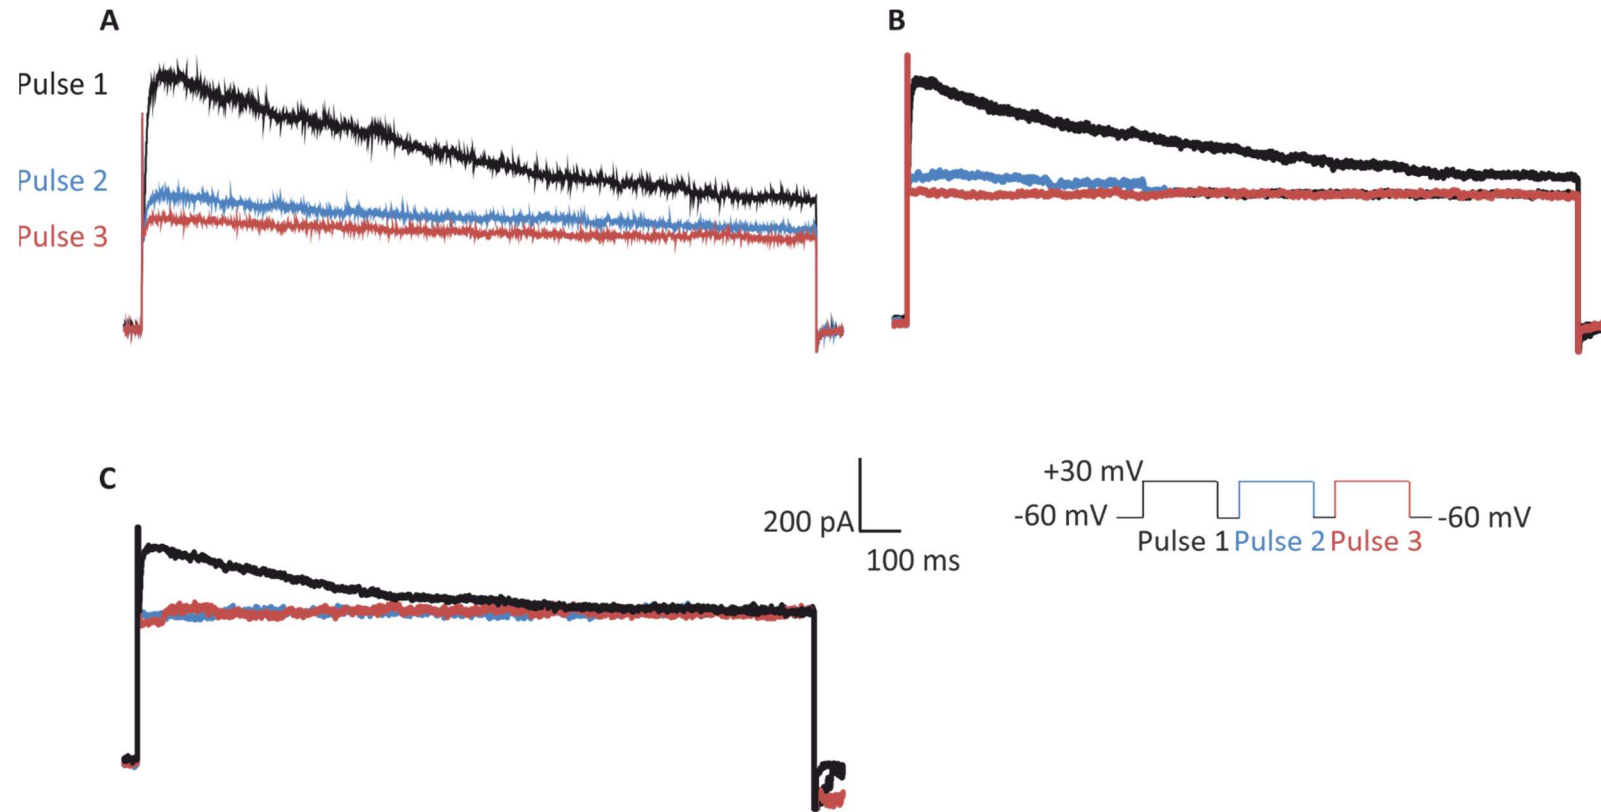 A
B
Pulse 1
Pulse 2
Pulse 3
C
+30 mV
-60 mV
-60 mV
Pulse 1 Pulse 2 Pulse 3
200 pA
100 ms